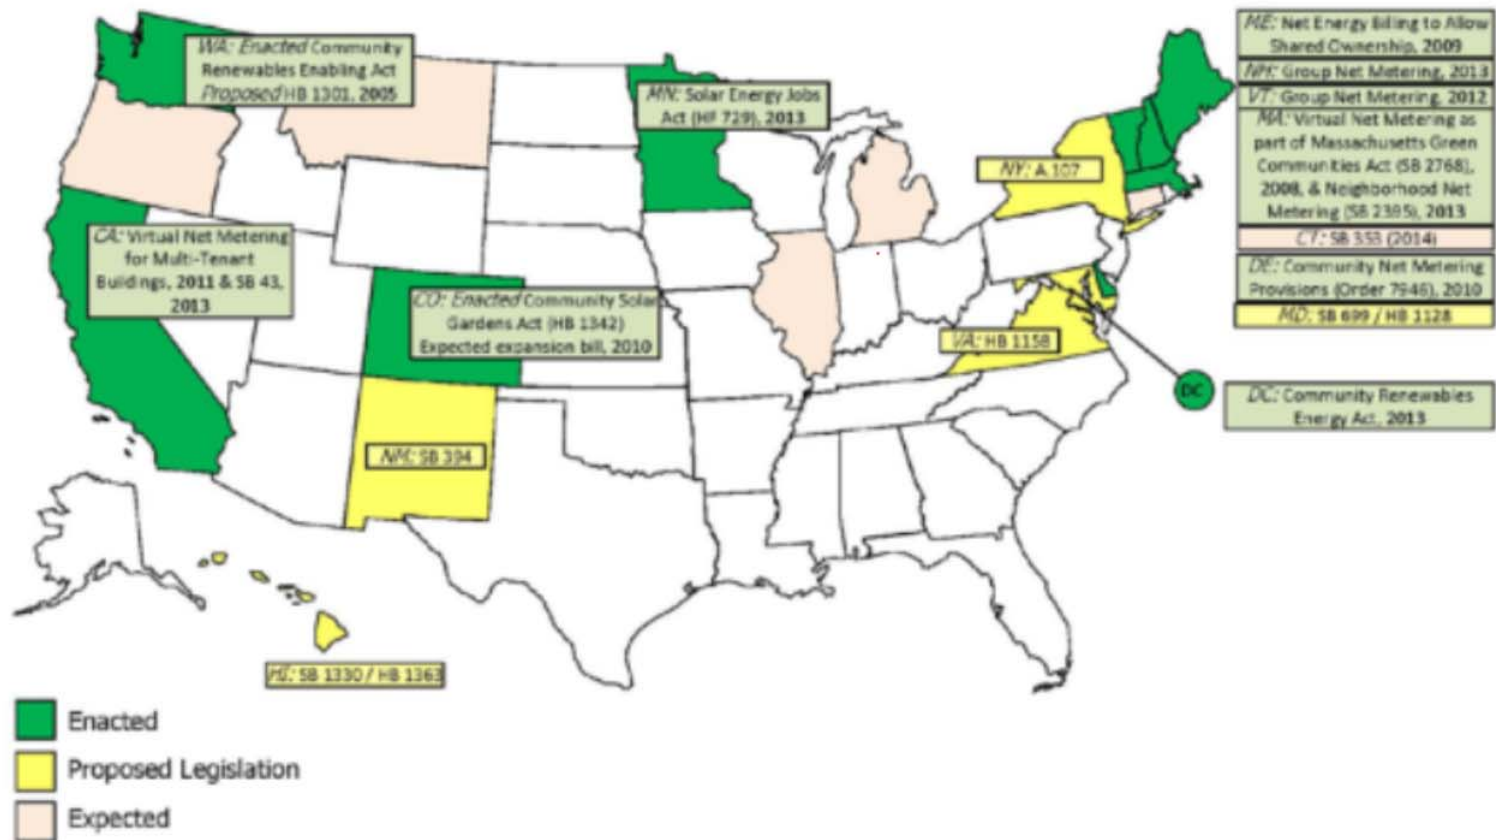 WA: Enacted Community
Renewables Enabling Act
Proposed HB 1301, 2005
MN: Solar Energy Jobs
Act (HF 729), 2013
ME: Net Energy Billing to Allow
Shared Ownership, 2009
NH: Group Net Metering, 2013
VT: Group Net Metering, 2012
MA: Virtual Net Metering as
part of Massachusetts Green
Communities Act (SB 2768),
2008, & Neighborhood Net
Metering (SB 2395), 2013
CT: SB 353 (2014)
DE: Community Net Metering
Provisions (Order 7946), 2010
MD: SB 699 / HB 1128
NY: A.107
CA: Virtual Net Metering
for Multi-Tenant
Buildings, 2011 & SB 43,
2013
CO: Enacted Community Solar
Gardens Act (HB 1342)
Expected expansion bill, 2010
VA: HB 1158
DC
DC: Community Renewables
Energy Act, 2013
NM: SB 394
HI: SB 1330 / HB 1363
Enacted
Proposed Legislation
Expected